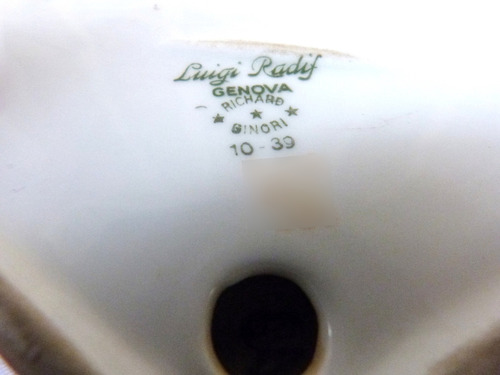 Luigi Radif
GENOVA
RICHARD
GINORI
10-39